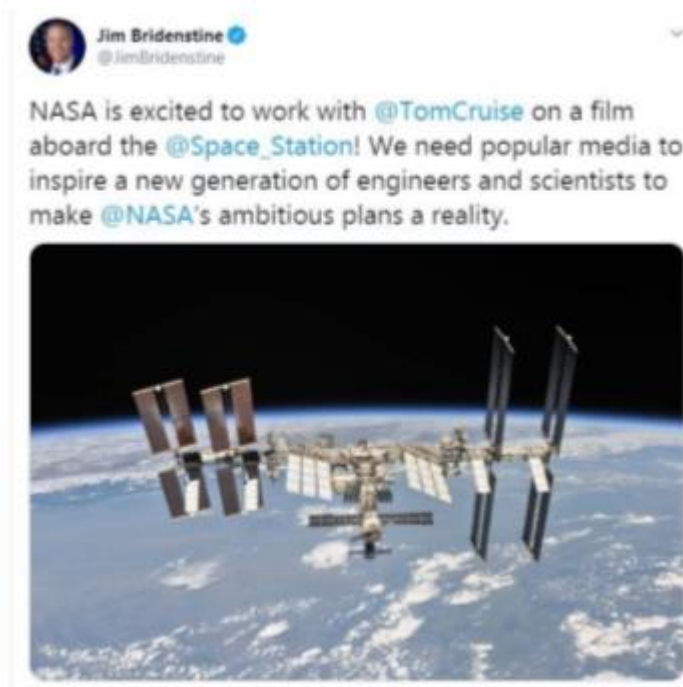 Jim Bridenstine
@JimBridenstine
NASA is excited to work with @TomCruise on a film
aboard the @Space_Station! We need popular media to
inspire a new generation of engineers and scientists to
make @NASA's ambitious plans a reality.